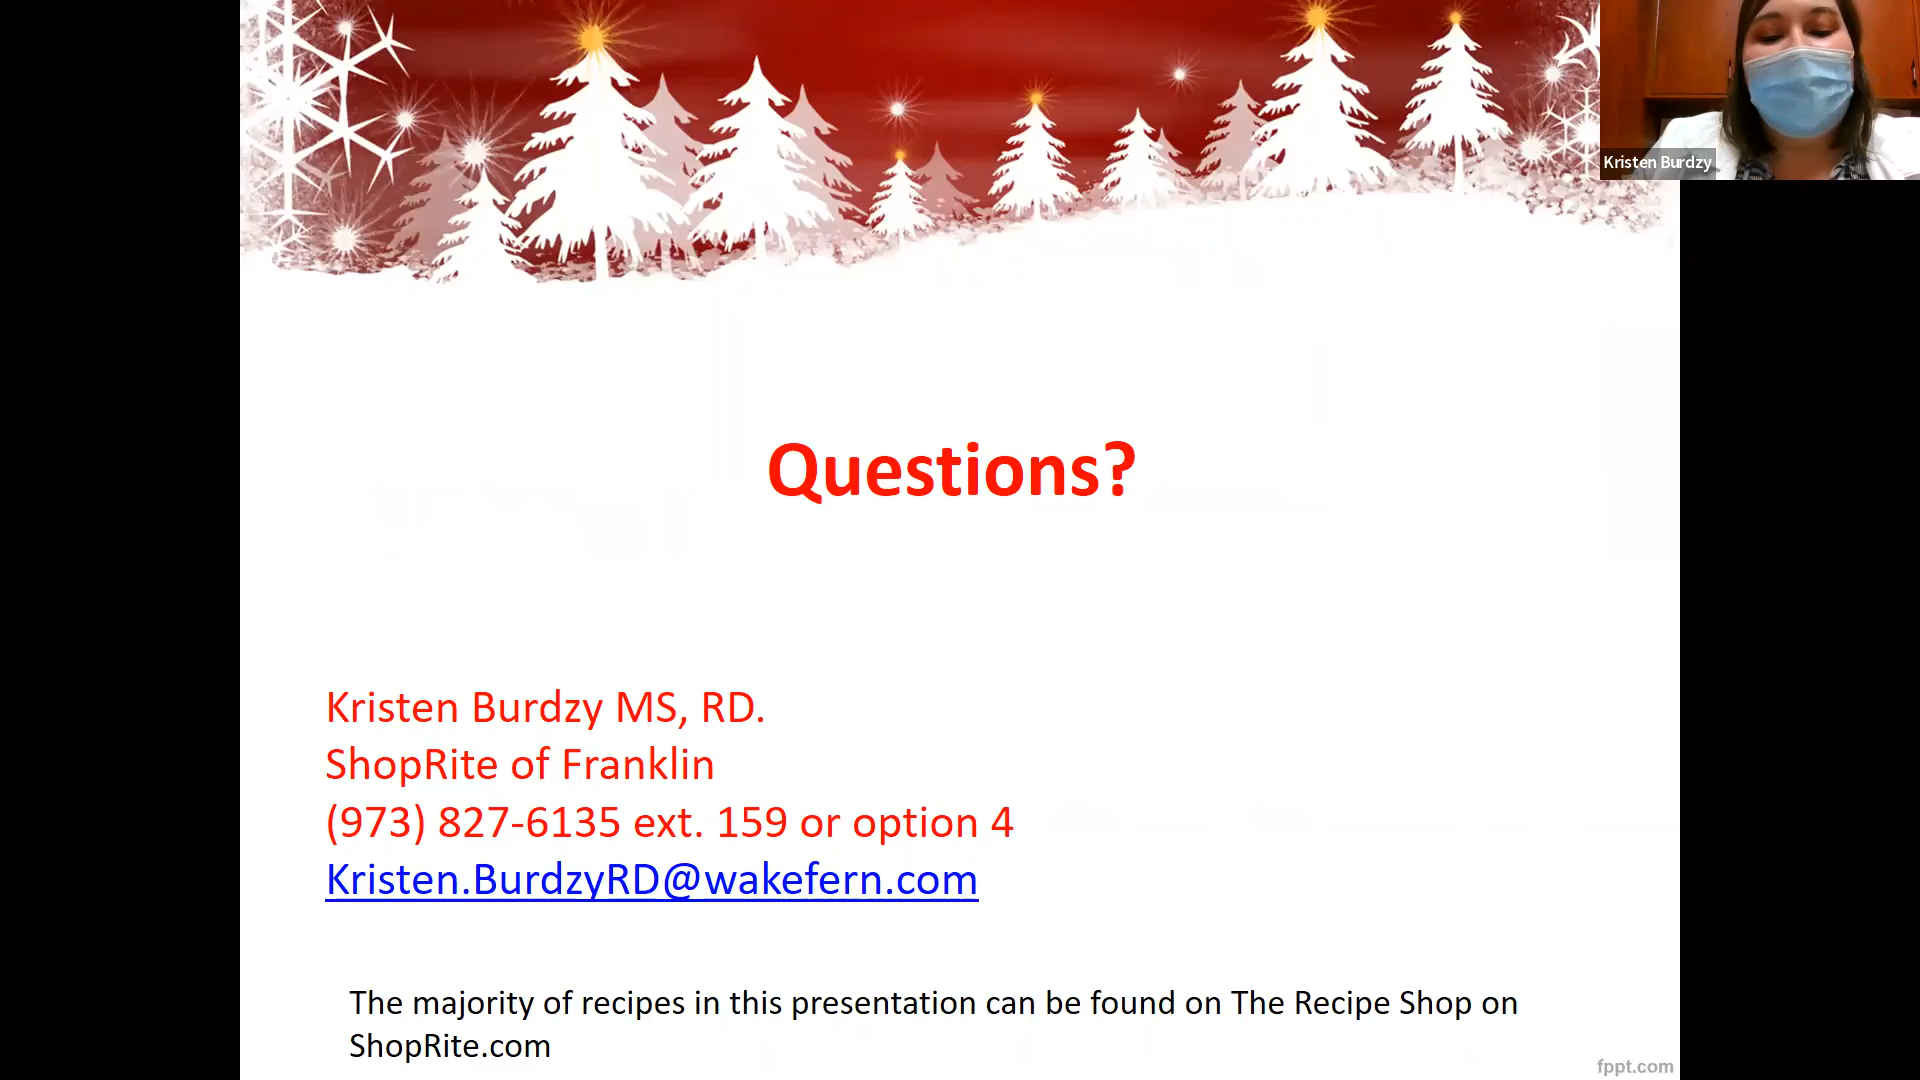 Kristen Burdzy
Questions?
Kristen Burdzy MS, RD.
ShopRite of Franklin
(973) 827-6135 ext. 159 or option 4
Kristen.BurdzyRD@wakefern.com
The majority of recipes in this presentation can be found on The Recipe Shop on
ShopRite.com
fppt.com